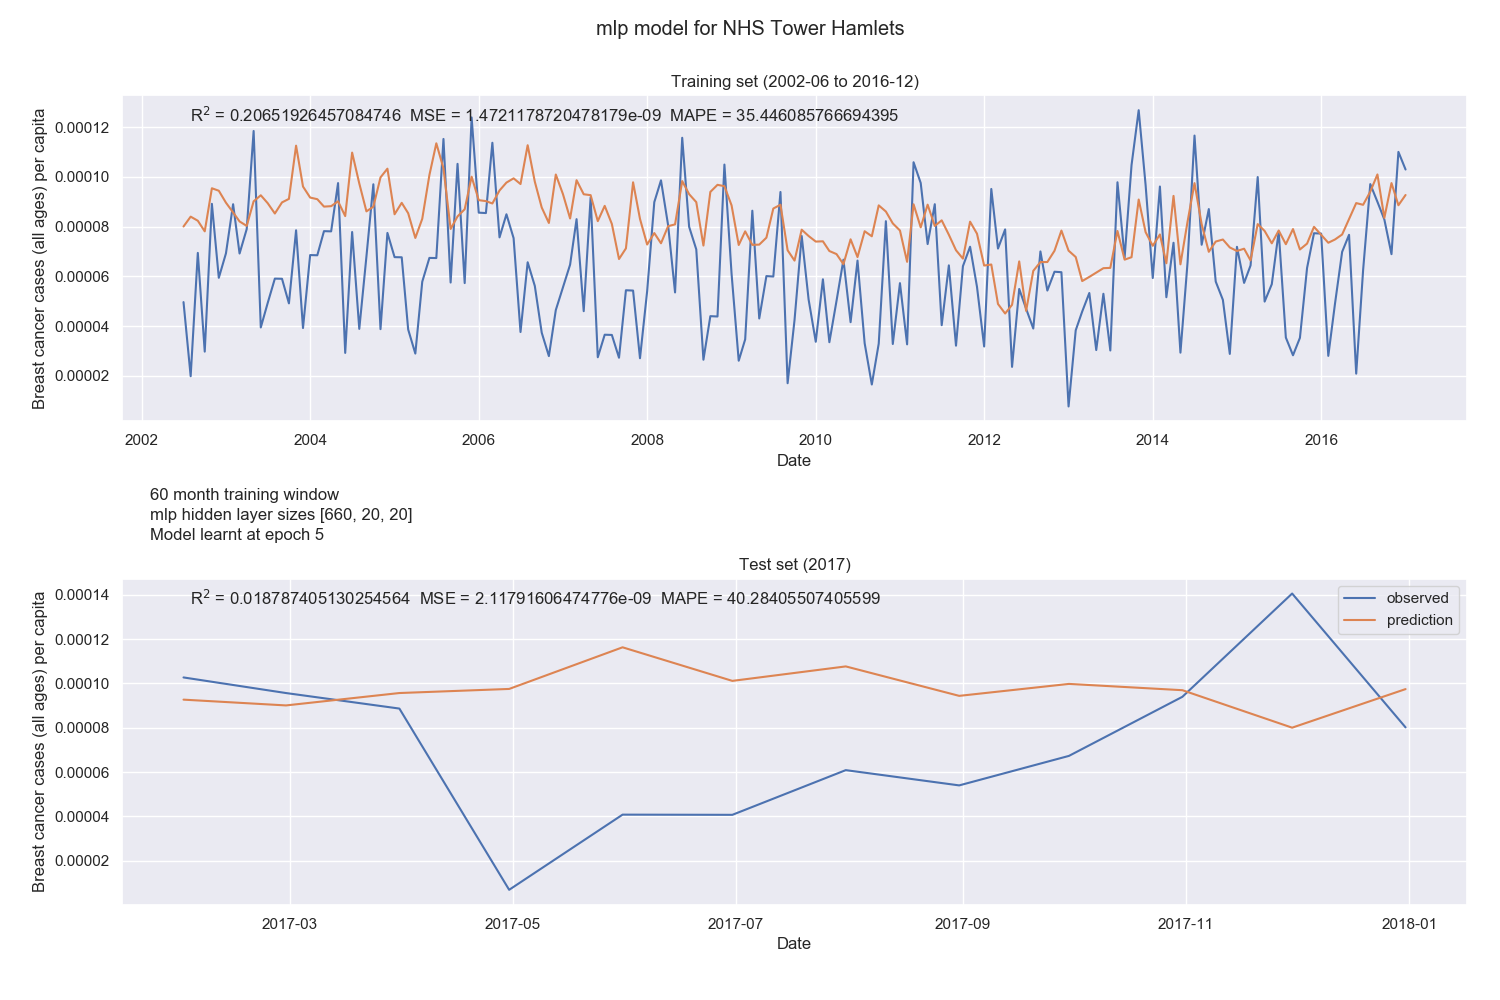 mlp model for NHS Tower Hamlets
Training set (2002-06 to 2016-12)
R² = 0.20651926457084746 MSE = 1.4721178720478179e-09 MAPE = 35.446085766694395
Breast cancer cases (all ages) per capita
0.00012
0.00010
0.00008
0.00006
0.00004
0.00002
2002 2004 2006 2008 2010 2012 2014 2016
Date
60 month training window
mlp hidden layer sizes [660, 20, 20]
Model learnt at epoch 5
Test set (2017)
R² = 0.018787405130254564 MSE = 2.11791606474776e-09 MAPE = 40.28405507405599
observed
prediction
Breast cancer cases (all ages) per capita
0.00014
0.00012
0.00010
0.00008
0.00006
0.00004
0.00002
2017-03 2017-05 2017-07 2017-09 2017-11 2018-01
Date